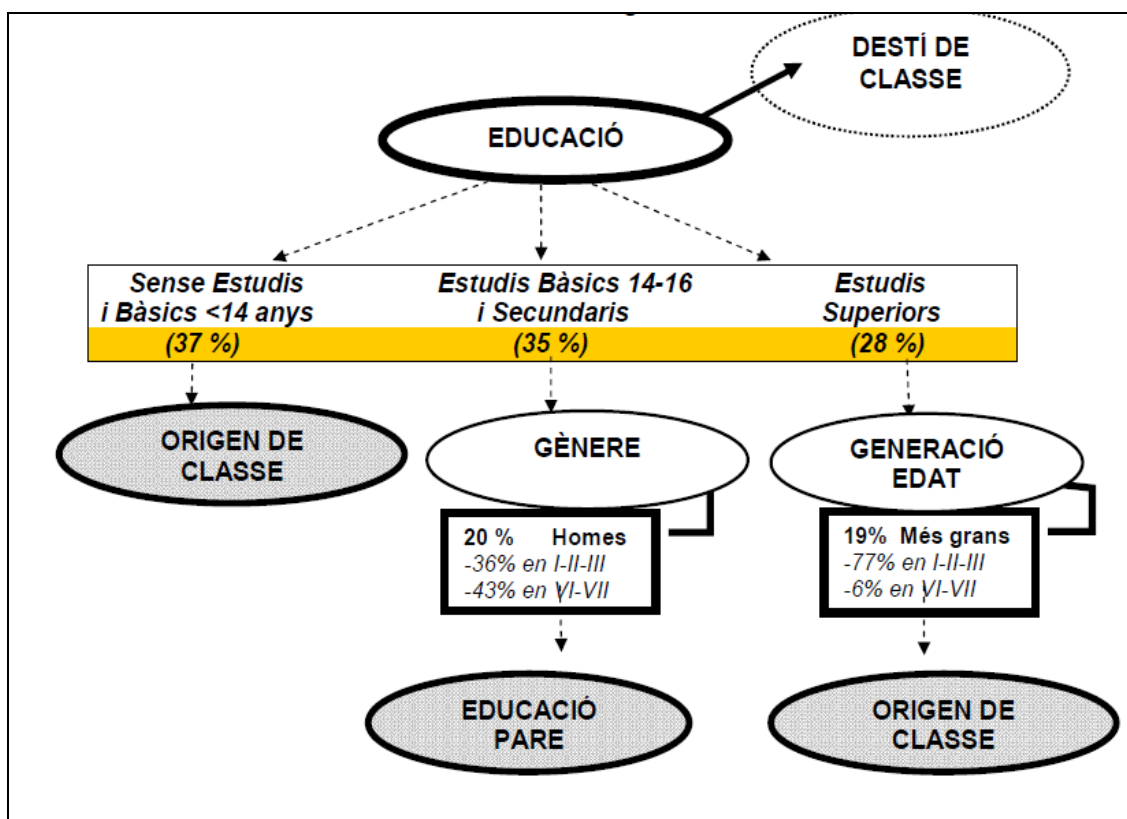 DESTÍ DE
CLASSE
EDUCACIÓ
Sense Estudis
i Bàsics <14 anys
(37 %)
Estudis Bàsics 14-16
i Secundaris
(35 %)
Estudis
Superiors
(28 %)
ORIGEN DE
CLASSE
GÈNERE
GENERACIÓ
EDAT
20 % Homes
-36% en I-II-III
-43% en VI-VII
19% Més grans
-77% en I-II-III
-6% en VI-VII
EDUCACIÓ
PARE
ORIGEN DE
CLASSE